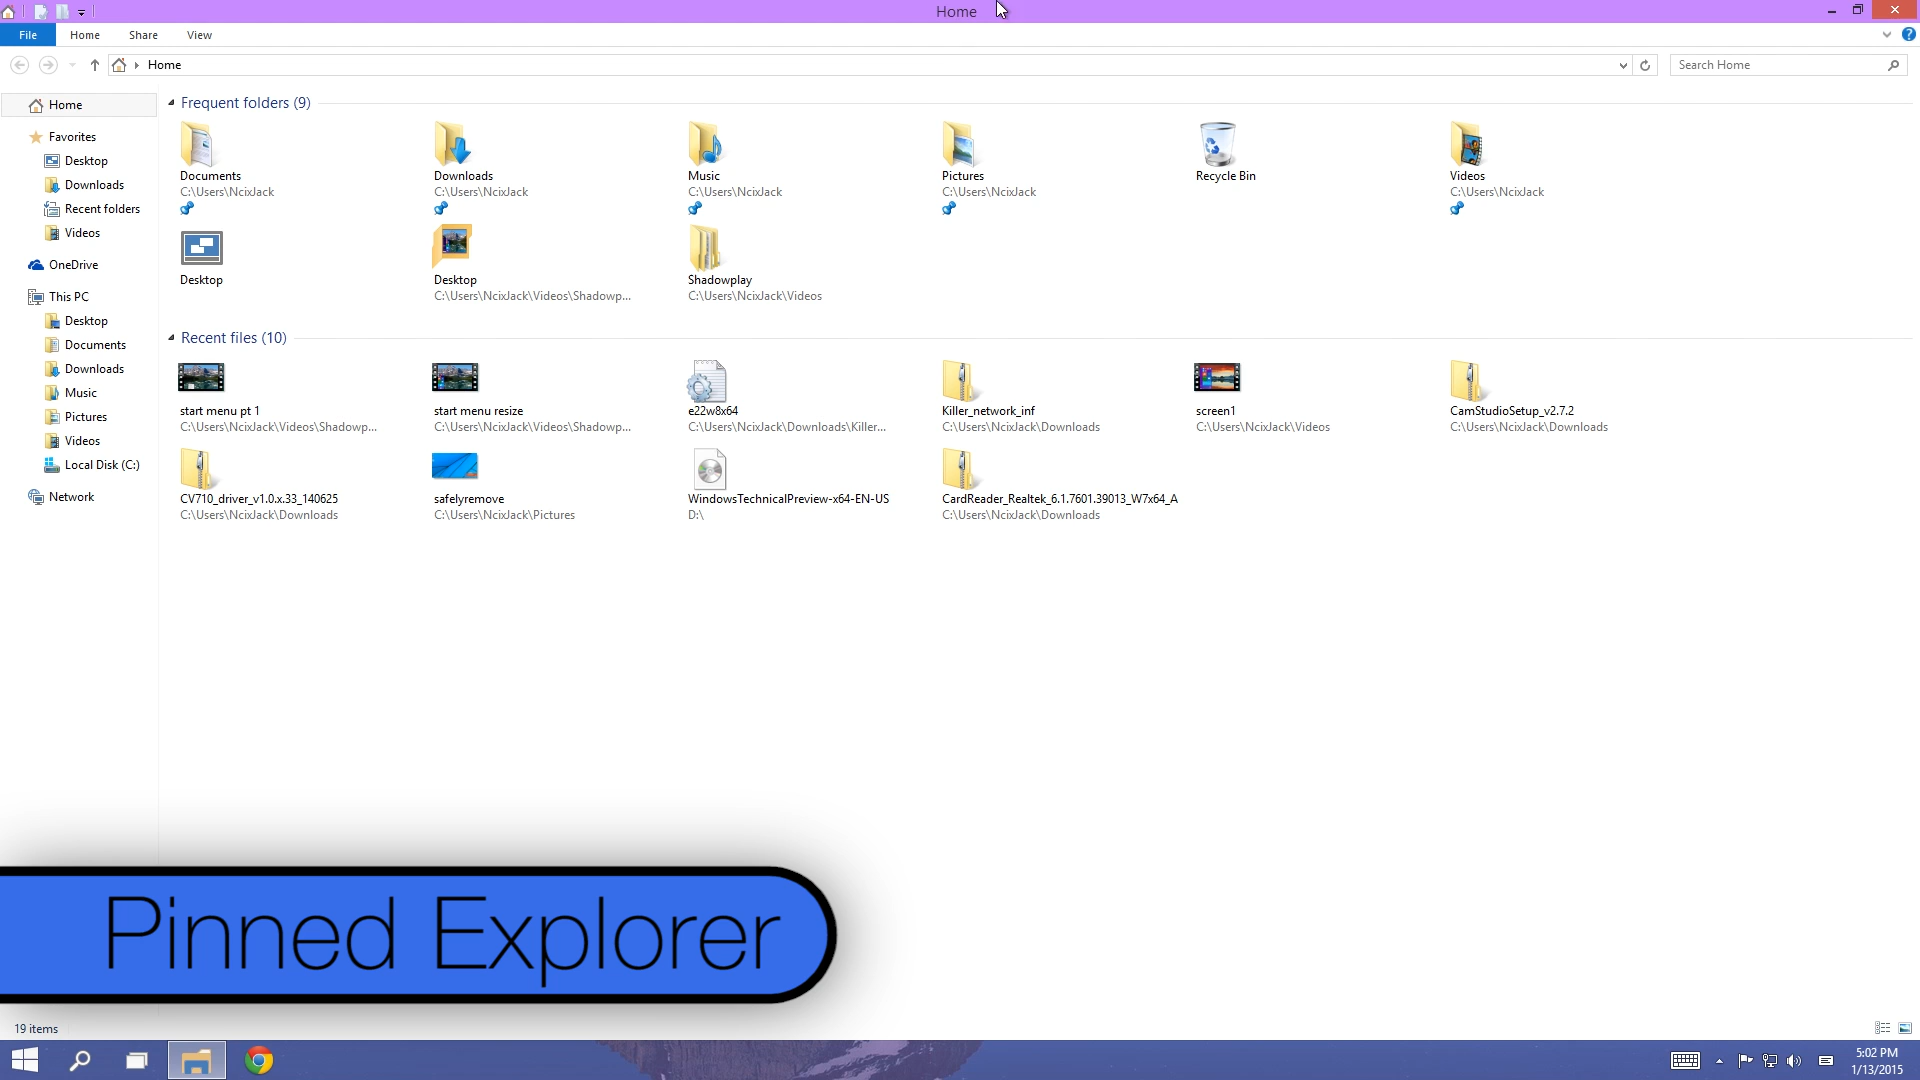 Home
File Home Share View
Home Search Home
Home
Favorites
Desktop
Downloads
Recent folders
Videos
OneDrive
This PC
Desktop
Documents
Downloads
Music
Pictures
Videos
Local Disk (C:)
Network
Frequent folders (9)
Documents
C:\Users\NcixJack
Downloads
C:\Users\NcixJack
Music
C:\Users\NcixJack
Pictures
C:\Users\NcixJack
Recycle Bin
Videos
C:\Users\NcixJack
Desktop
Desktop
C:\Users\NcixJack\Videos\Shadowp...
Shadowplay
C:\Users\NcixJack\Videos
Recent files (10)
start menu pt 1
C:\Users\NcixJack\Videos\Shadowp...
start menu resize
C:\Users\NcixJack\Videos\Shadowp...
e22w8x64
C:\Users\NcixJack\Downloads\Killer...
Killer_network_inf
C:\Users\NcixJack\Downloads
screen1
C:\Users\NcixJack\Videos
CamStudioSetup_v2.7.2
C:\Users\NcixJack\Downloads
CV710_driver_v1.0.x.33_140625
C:\Users\NcixJack\Downloads
safelyremove
C:\Users\NcixJack\Pictures
WindowsTechnicalPreview-x64-EN-US
D:\
CardReader_Realtek_6.1.7601.39013_W7x64_A
C:\Users\NcixJack\Downloads
Pinned Explorer
19 items
5:02 PM
1/13/2015